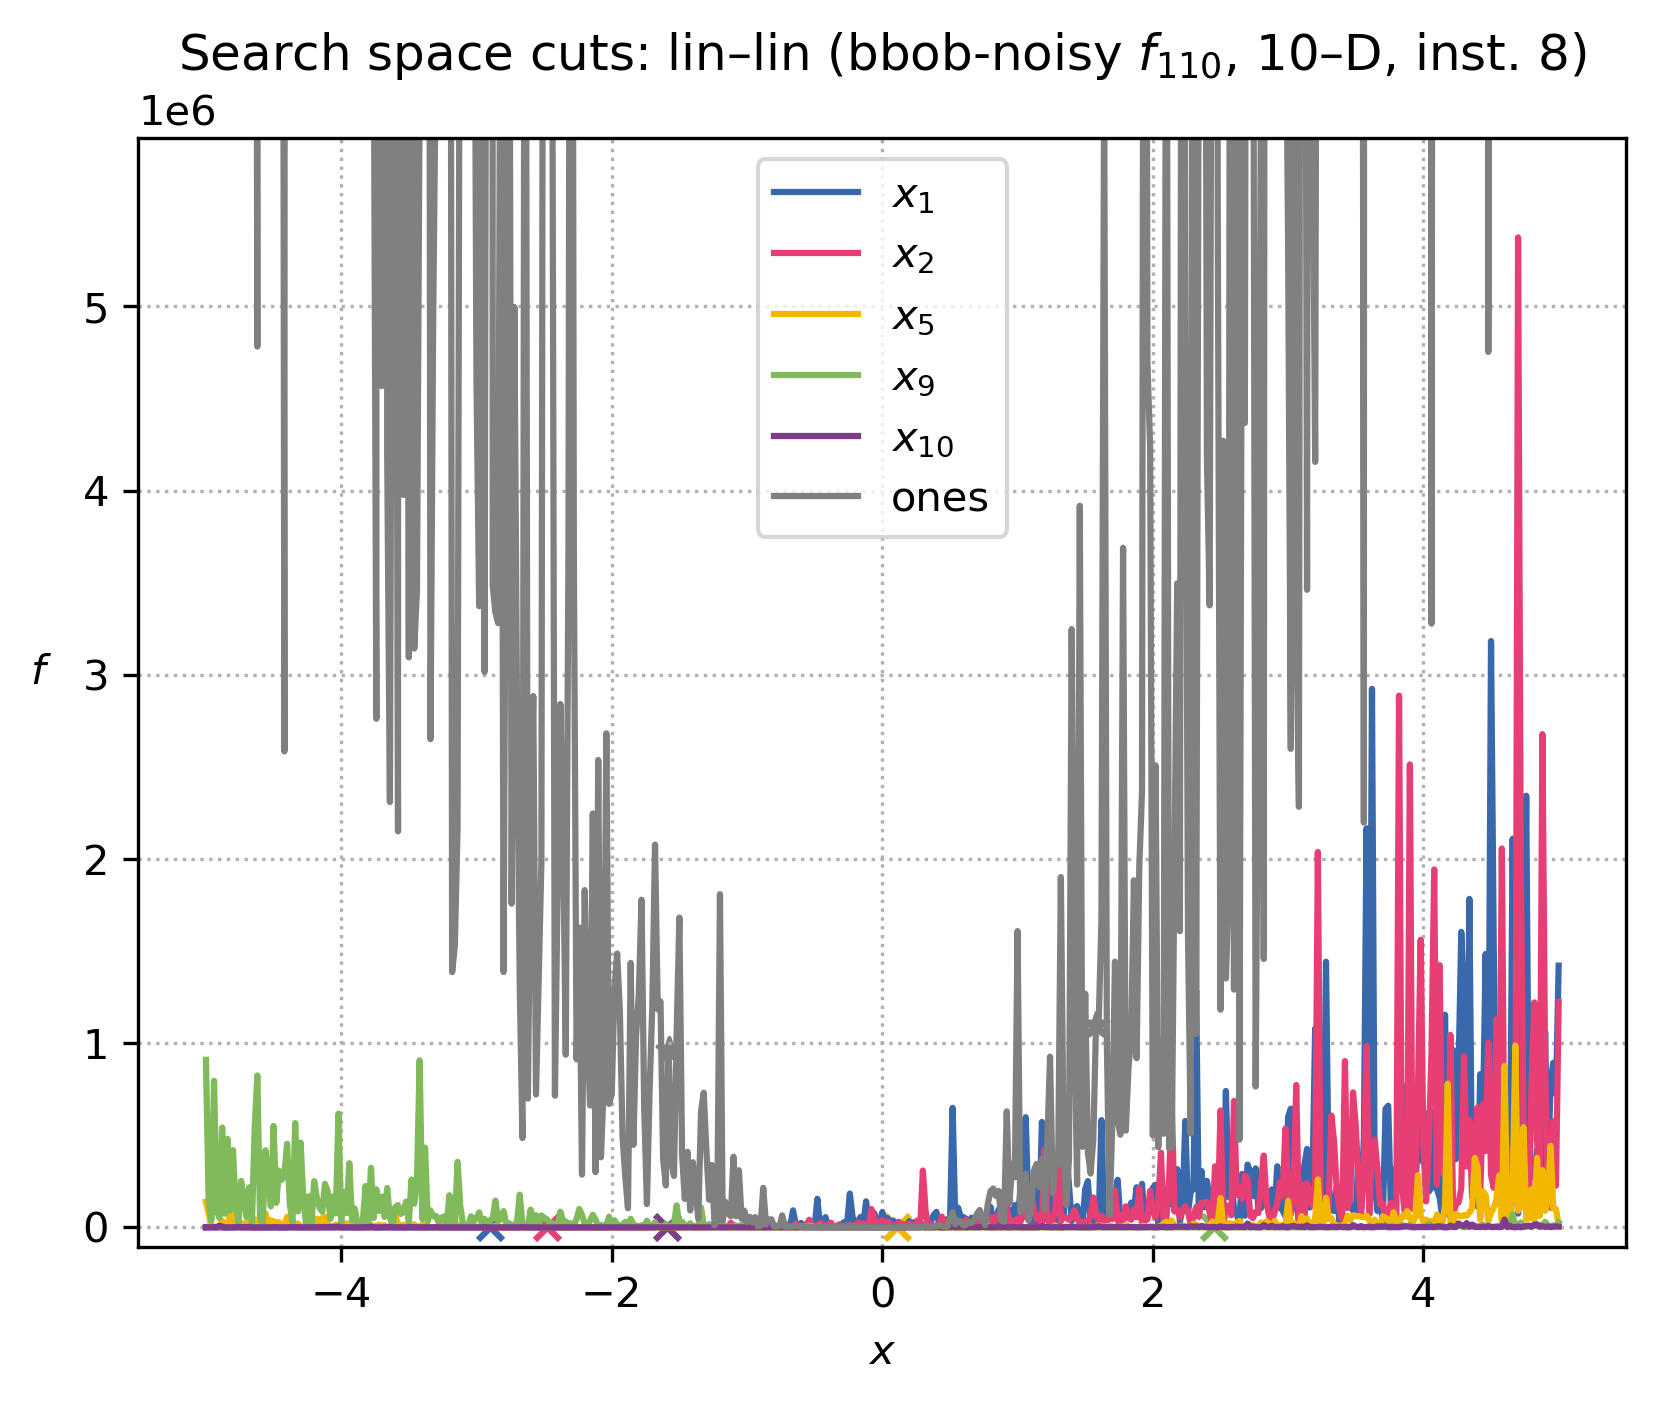 Search space cuts: lin–lin (bbob-noisy f₁₁₀, 10–D, inst. 8)
1e6
x₁
x₂
x₅
x₉
x₁₀
ones
5
4
3
2
1
0
f
−4 −2 0 2 4
x